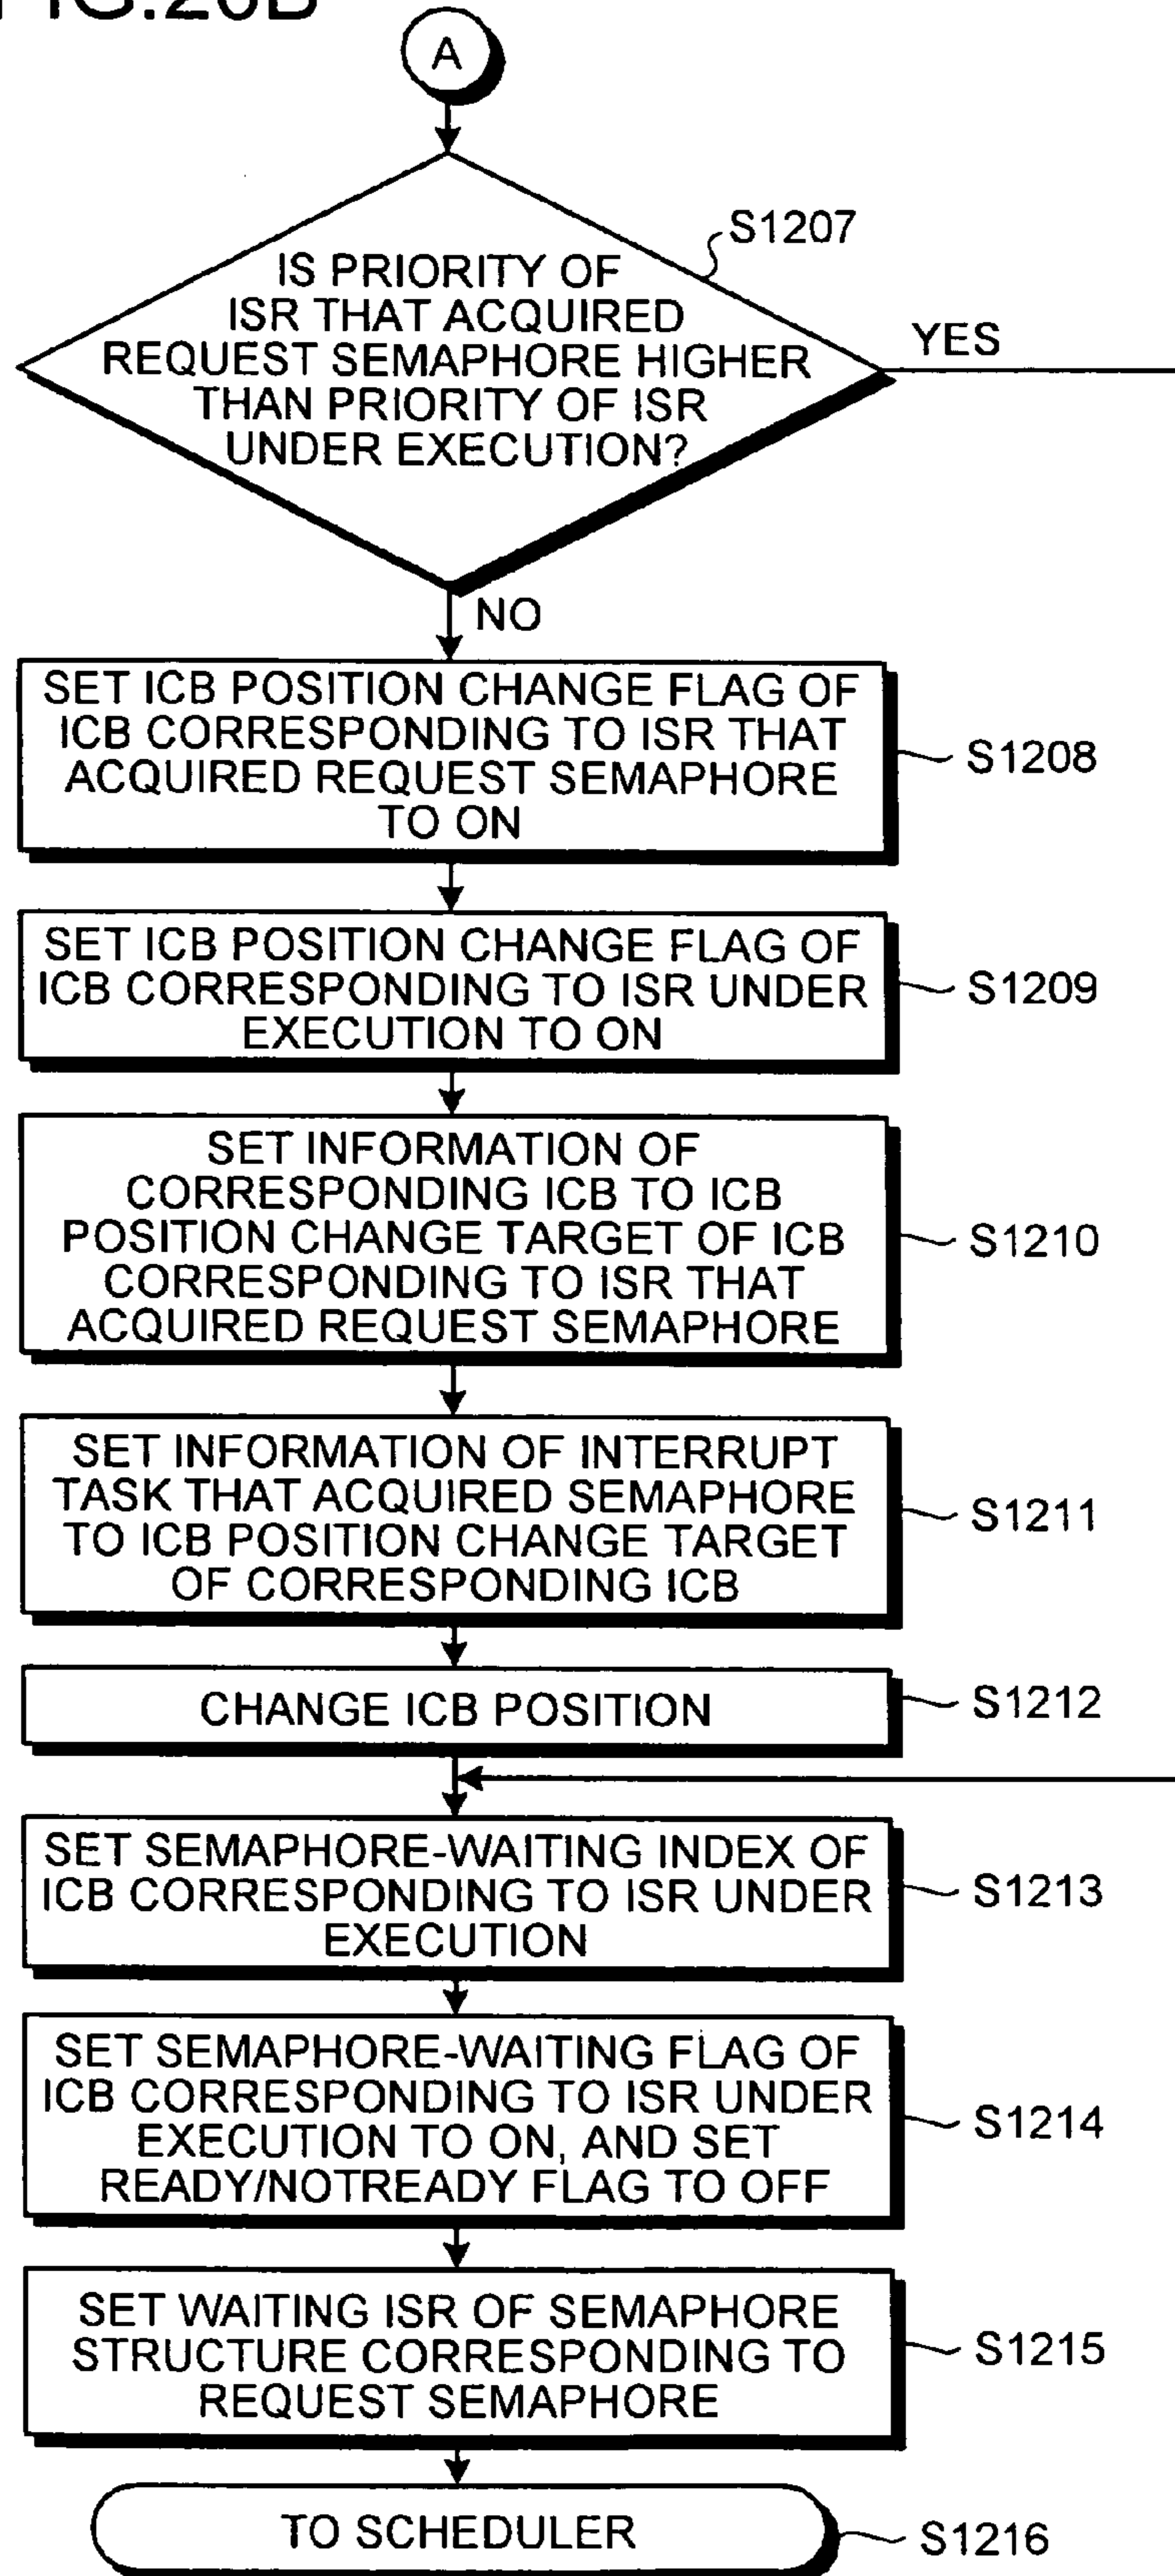 FIG.26B
A
S1207
IS PRIORITY OF
ISR THAT ACQUIRED
REQUEST SEMAPHORE HIGHER
THAN PRIORITY OF ISR
UNDER EXECUTION?
YES
NO
SET ICB POSITION CHANGE FLAG OF
ICB CORRESPONDING TO ISR THAT
ACQUIRED REQUEST SEMAPHORE
TO ON
S1208
SET ICB POSITION CHANGE FLAG OF
ICB CORRESPONDING TO ISR UNDER
EXECUTION TO ON
S1209
SET INFORMATION OF
CORRESPONDING ICB TO ICB
POSITION CHANGE TARGET OF ICB
CORRESPONDING TO ISR THAT
ACQUIRED REQUEST SEMAPHORE
S1210
SET INFORMATION OF INTERRUPT
TASK THAT ACQUIRED SEMAPHORE
TO ICB POSITION CHANGE TARGET
OF CORRESPONDING ICB
S1211
CHANGE ICB POSITION
S1212
SET SEMAPHORE-WAITING INDEX OF
ICB CORRESPONDING TO ISR UNDER
EXECUTION
S1213
SET SEMAPHORE-WAITING FLAG OF
ICB CORRESPONDING TO ISR UNDER
EXECUTION TO ON, AND SET
READY/NOTREADY FLAG TO OFF
S1214
SET WAITING ISR OF SEMAPHORE
STRUCTURE CORRESPONDING TO
REQUEST SEMAPHORE
S1215
TO SCHEDULER
S1216